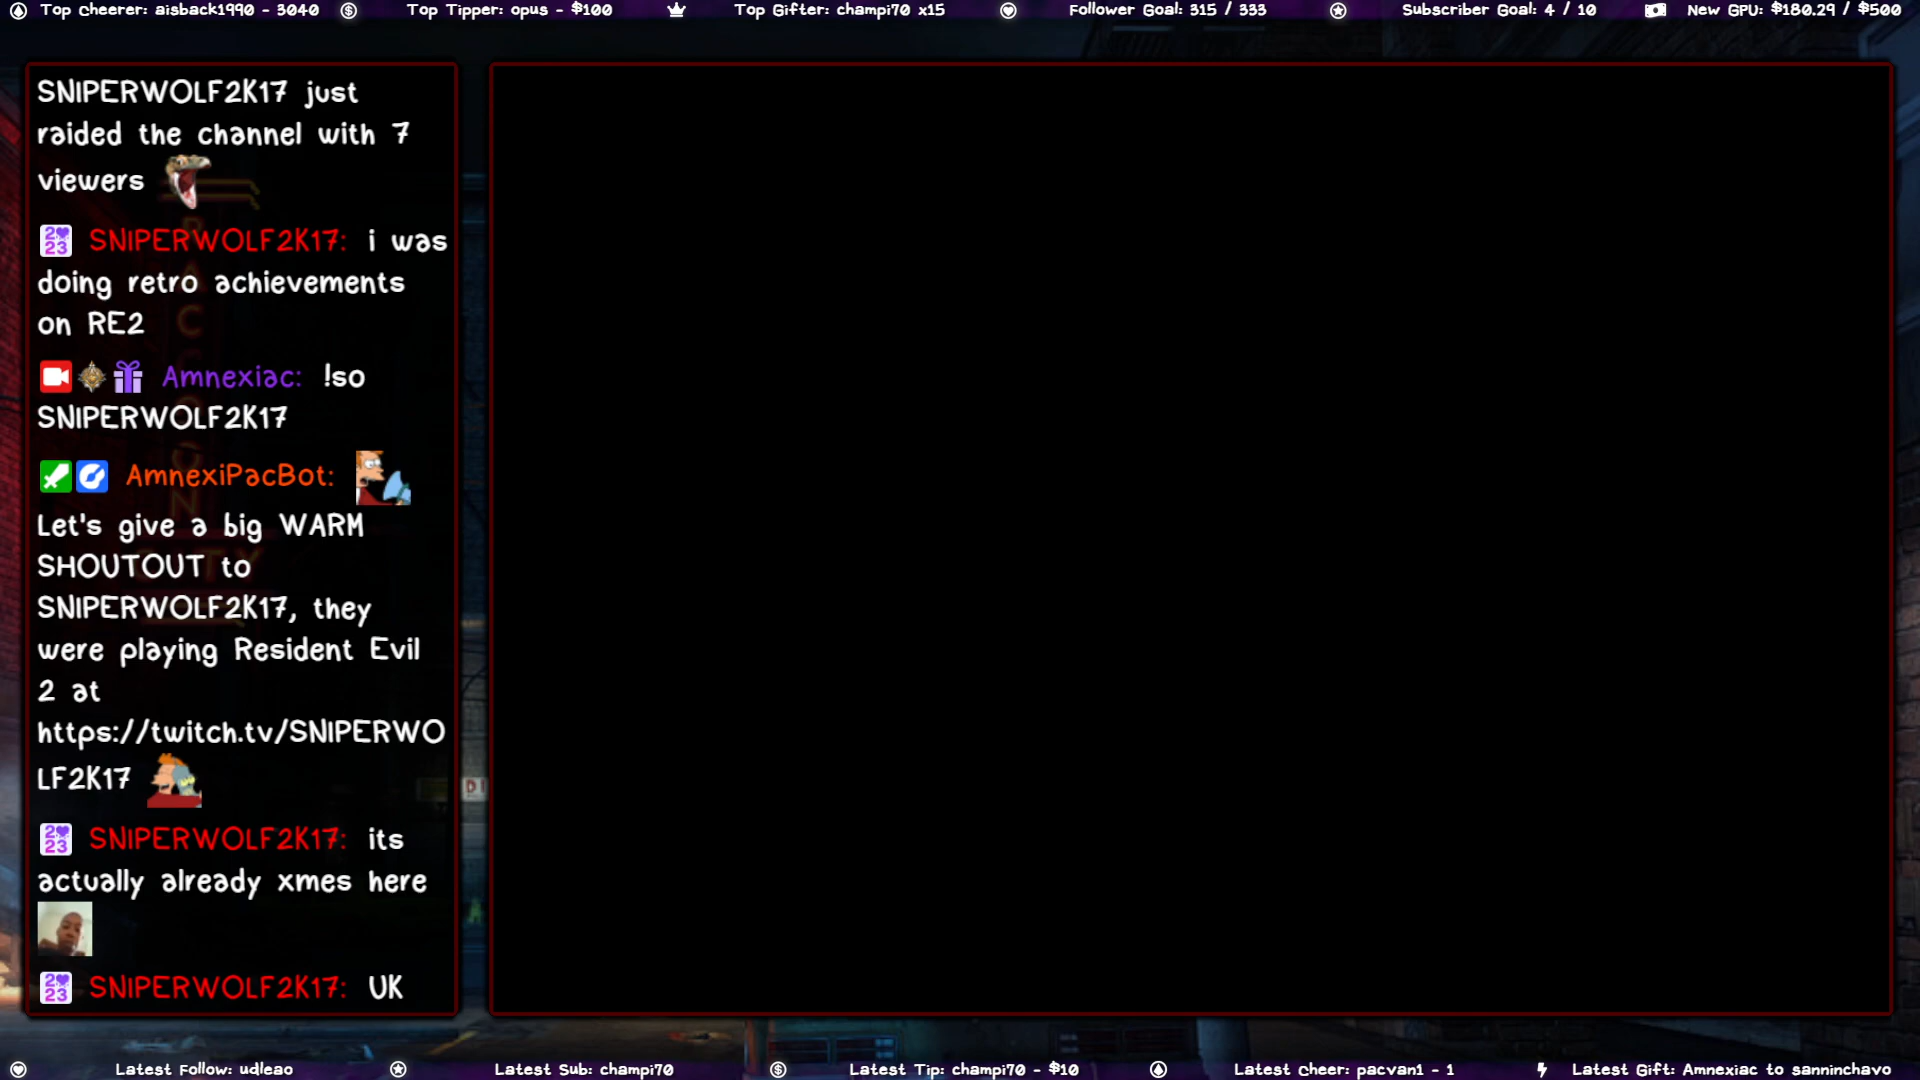 Top Cheerer: aisback1990 - 3040 Top Tipper: opus - $100 Top Gifter: champi70 x15 Follower Goal: 315 / 333 Subscriber Goal: 4 / 10 New GPU: $180.29 / $500
SNIPERWOLF2K17 just
raided the channel with 7
viewers
SNIPERWOLF2K17: i was
doing retro achievements
on RE2
Amnexiac: !so
SNIPERWOLF2K17
AmnexiPacBot:
Let's give a big WARM
SHOUTOUT to
SNIPERWOLF2K17, they
were playing Resident Evil
2 at
https://twitch.tv/SNIPERWO
LF2K17
SNIPERWOLF2K17: its
actually already xmes here
SNIPERWOLF2K17: UK
Latest Follow: udleao Latest Sub: champi70 Latest Tip: champi70 - $10 Latest Cheer: pacvan1 - 1 Latest Gift: Amnexiac to sanninchavo